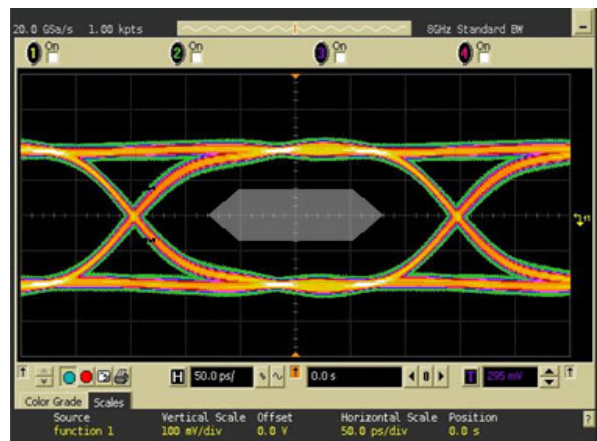 20.0 GSa/s 1.00 kpts 8GHz Standard BW
1 On 2 On 3 On 4 On
H 50.0 ps/ 0.0 s 0 T 295 mV
Color Grade Scales
Source Vertical Scale Offset Horizontal Scale Position
function 1 100 mV/div 0.0 V 50.0 ps/div 0.0 s
?